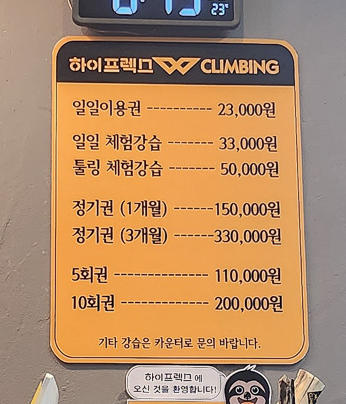 23°
하이프렉그 CLIMBING
일일이용권 ---------- 23,000원
일일 체험강습 ------- 33,000원
툴링 체험강습 ------- 50,000원
정기권 (1개월) ------150,000원
정기권 (3개월) ------330,000원
5회권 -------------- 110,000원
10회권 ------------- 200,000원
기타 강습은 카운터로 문의 바랍니다.
하이프렉그 에
오신 것을 환영합니다!